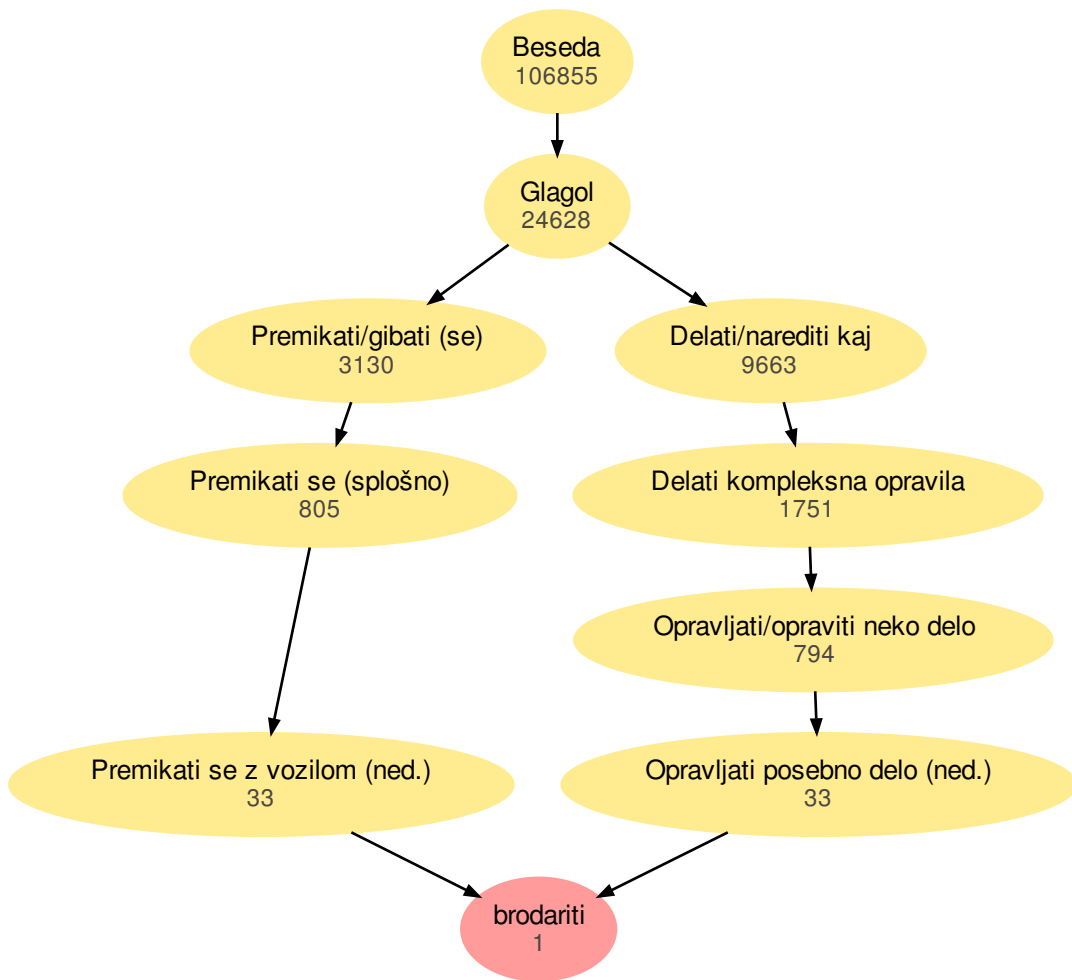 Beseda
106855
Glagol
24628
Premikati/gibati (se)
3130
Delati/narediti kaj
9663
Premikati se (splošno)
805
Delati kompleksna opravila
1751
Opravljati/opraviti neko delo
794
Premikati se z vozilom (ned.)
33
Opravljati posebno delo (ned.)
33
brodariti
1